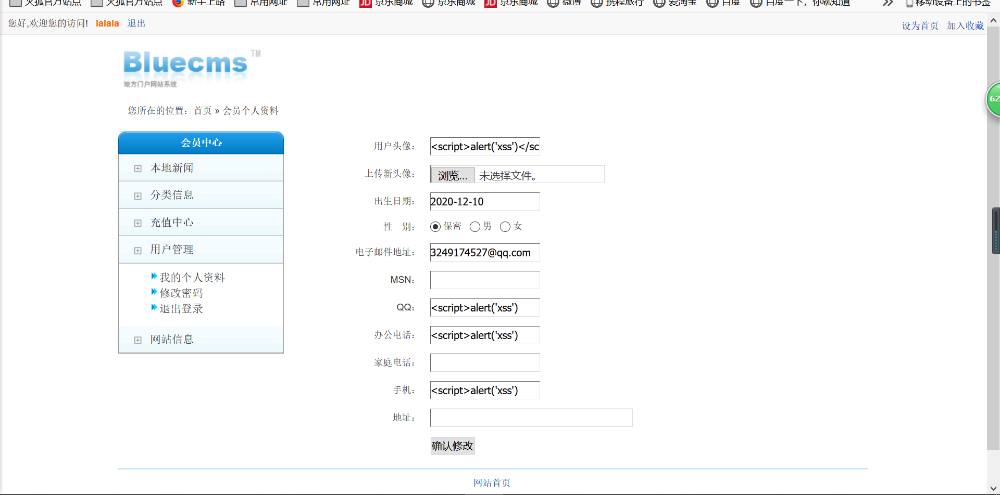 火狐官方站点 火狐官方站点 新手上路 常用网址 常用网址 JD 京东商城 京东商城 JD 京东商城 微博 携程旅行 爱淘宝 百度 百度一下，你就知道 移动设备上的书签
您好,欢迎您的访问! lalala 退出
设为首页 加入收藏
Bluecms TM
地方门户网站系统
62
您所在的位置：首页 » 会员个人资料
会员中心
本地新闻
分类信息
充值中心
用户管理
我的个人资料
修改密码
退出登录
网站信息
用户头像： <script>alert('xss')</sc
上传新头像： 浏览... 未选择文件。
出生日期： 2020-12-10
性 别： 保密 男 女
电子邮件地址： 3249174527@qq.com
MSN：
QQ： <script>alert('xss')
办公电话： <script>alert('xss')
家庭电话：
手机： <script>alert('xss')
地址：
确认修改
网站首页